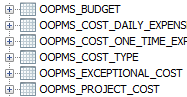 OOPMS_BUDGET
OOPMS_COST_DAILY_EXPENS
OOPMS_COST_ONE_TIME_EXP
OOPMS_COST_TYPE
OOPMS_EXCEPTIONAL_COST
OOPMS_PROJECT_COST